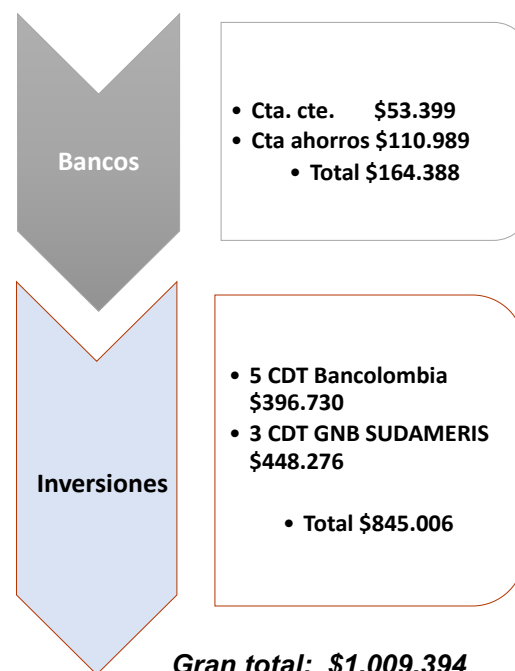 Bancos
• Cta. cte. $53.399
• Cta ahorros $110.989
• Total $164.388
Inversiones
• 5 CDT Bancolombia
$396.730
• 3 CDT GNB SUDAMERIS
$448.276
• Total $845.006
Gran total: $1.009.394